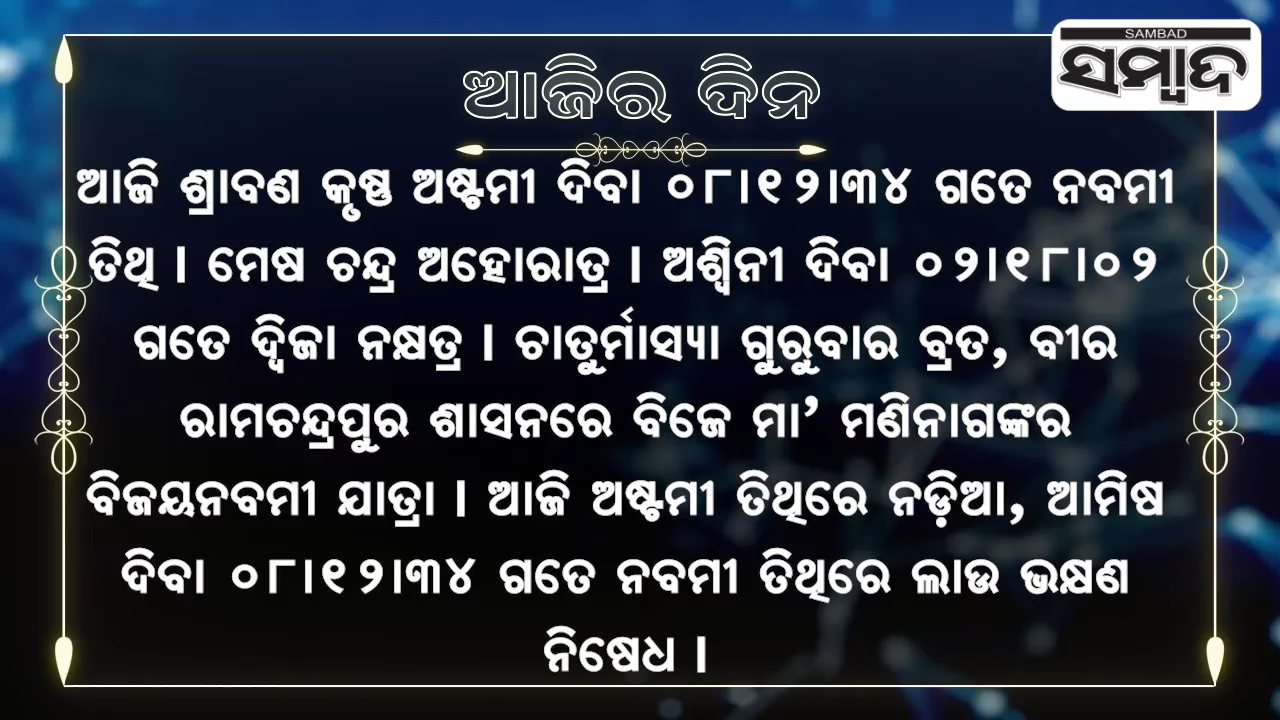 SAMBAD
ସମ୍ବାଦ
ଆଜିର ଦିନ
ଆଜି ଶ୍ରାବଣ କୃଷ୍ଣ ଅଷ୍ଟମୀ ଦିବା ୦୮।୧୨।୩୪ ଗତେ ନବମୀ
ତିଥି । ମେଷ ଚନ୍ଦ୍ର ଅହୋରାତ୍ର । ଅଶ୍ୱିନୀ ଦିବା ୦୨।୧୮।୦୨
ଗତେ ଦ୍ୱିଜା ନକ୍ଷତ୍ର । ଚାତୁର୍ମାସ୍ୟା ଗୁରୁବାର ବ୍ରତ, ବୀର
ରାମଚନ୍ଦ୍ରପୁର ଶାସନରେ ବିଜେ ମା’ ମଣିନାଗଙ୍କର
ବିଜୟନବମୀ ଯାତ୍ରା । ଆଜି ଅଷ୍ଟମୀ ତିଥିରେ ନଡ଼ିଆ, ଆମିଷ
ଦିବା ୦୮।୧୨।୩୪ ଗତେ ନବମୀ ତିଥିରେ ଲାଉ ଭକ୍ଷଣ
ନିଷେଧ ।